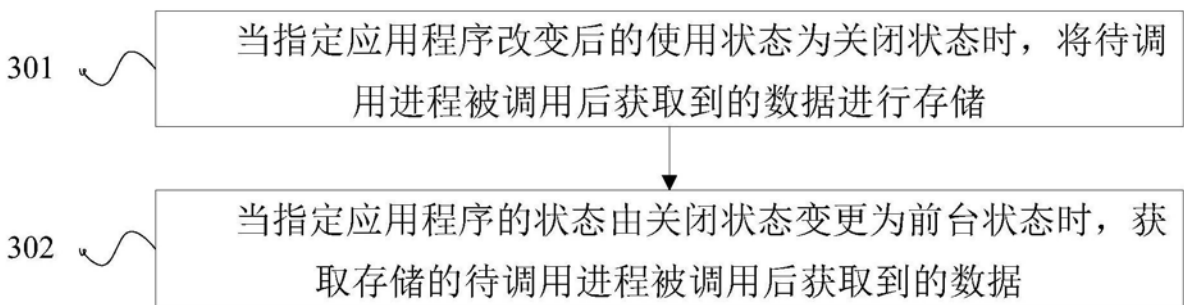 301
当指定应用程序改变后的使用状态为关闭状态时，将待调
用进程被调用后获取到的数据进行存储
302
当指定应用程序的状态由关闭状态变更为前台状态时，获
取存储的待调用进程被调用后获取到的数据